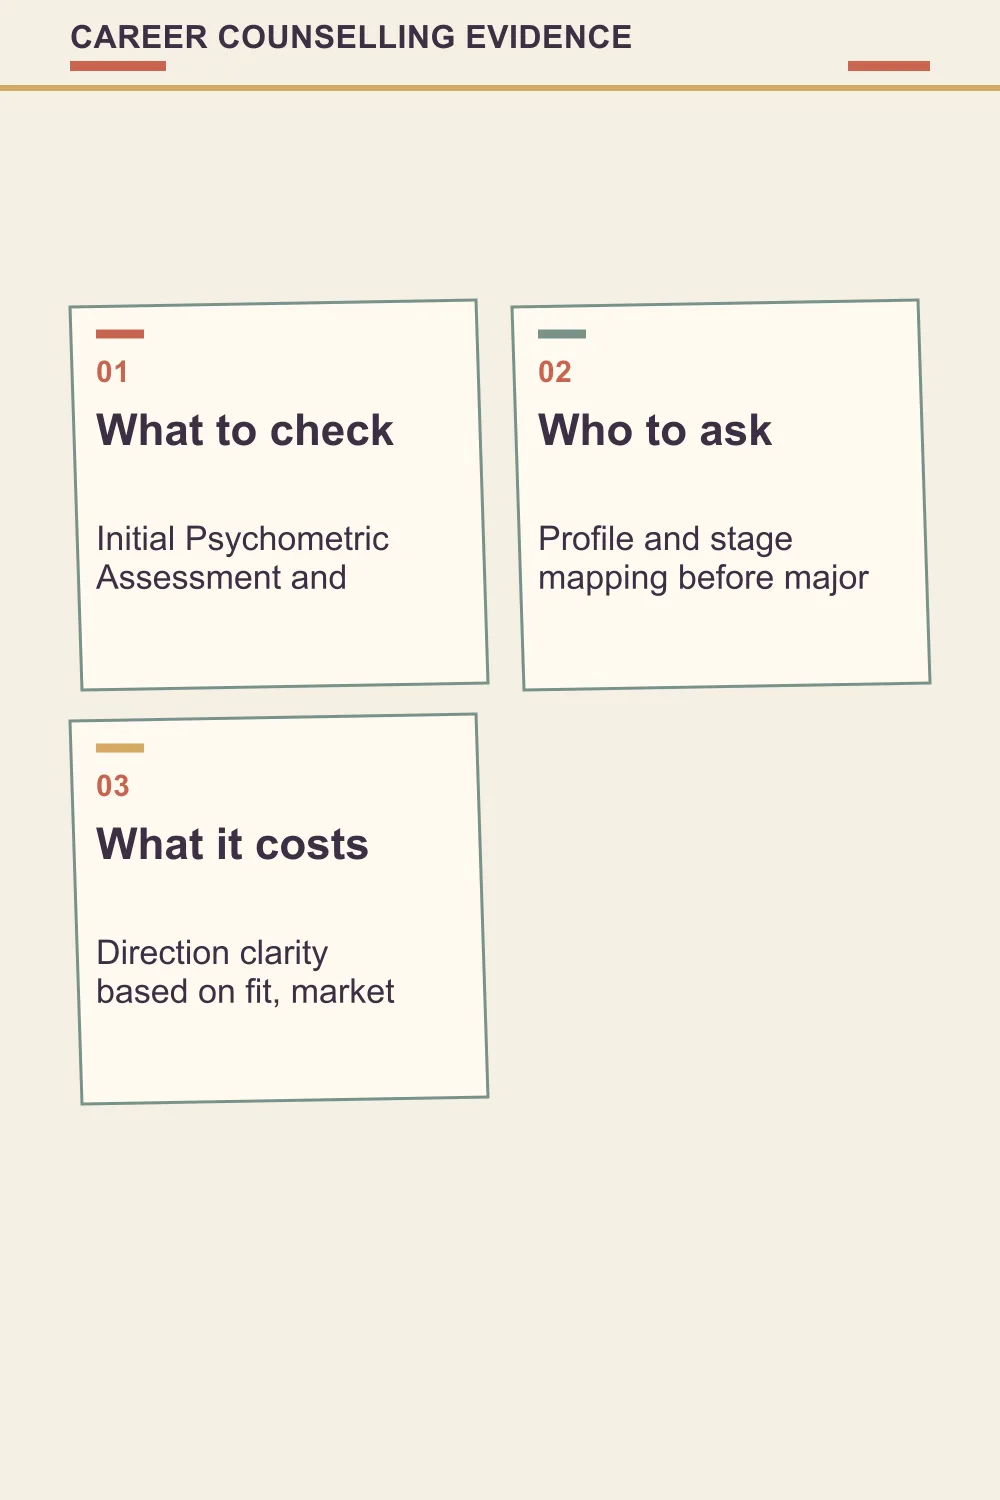 CAREER COUNSELLING EVIDENCE
01
What to check
Initial Psychometric
Assessment and
02
Who to ask
Profile and stage
mapping before major
03
What it costs
Direction clarity
based on fit, market